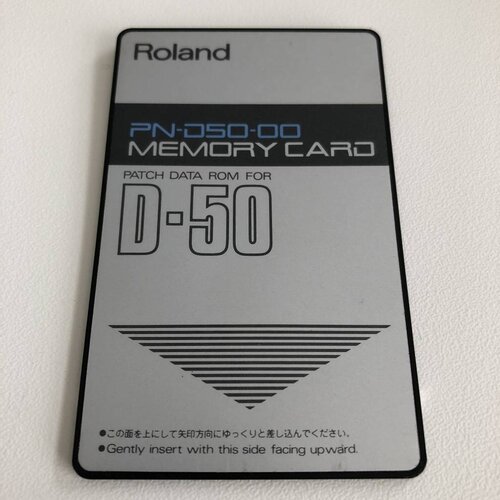 Roland
PN-D50-00
MEMORY CARD
PATCH DATA ROM FOR
D-50
●この面を上にして矢印方向にゆっくりと差し込んでください。
●Gently insert with this side facing upward.